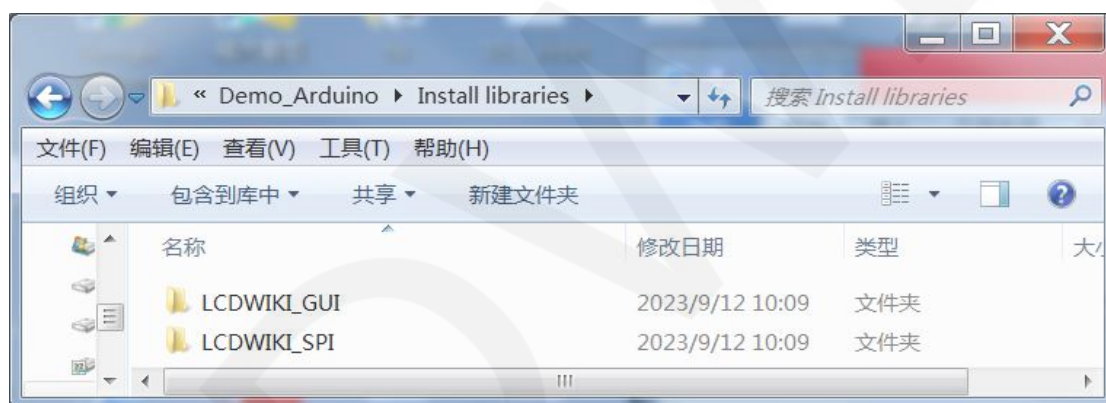 « Demo_Arduino ▸ Install libraries ▸ 搜索 Install libraries
文件(F) 编辑(E) 查看(V) 工具(T) 帮助(H)
组织 包含到库中 共享 新建文件夹
名称 修改日期 类型
LCDWIKI_GUI 2023/9/12 10:09 文件夹
LCDWIKI_SPI 2023/9/12 10:09 文件夹